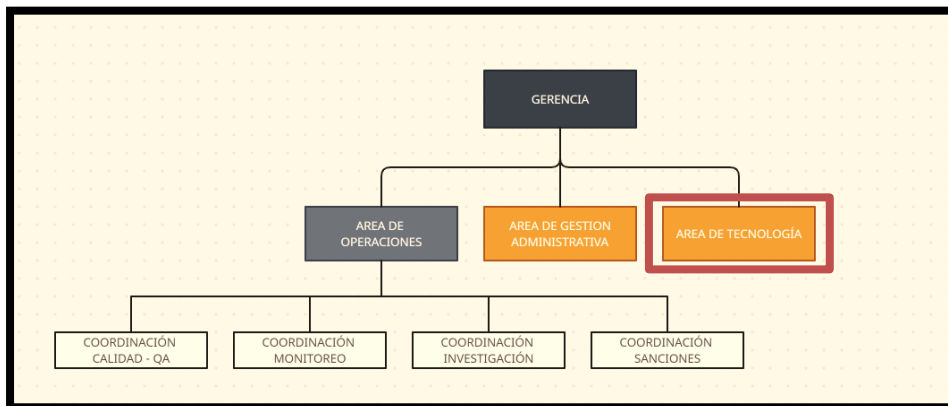 GERENCIA
AREA DE
OPERACIONES
AREA DE GESTION
ADMINISTRATIVA
AREA DE TECNOLOGÍA
COORDINACIÓN
CALIDAD - QA
COORDINACIÓN
MONITOREO
COORDINACIÓN
INVESTIGACIÓN
COORDINACIÓN
SANCIONES